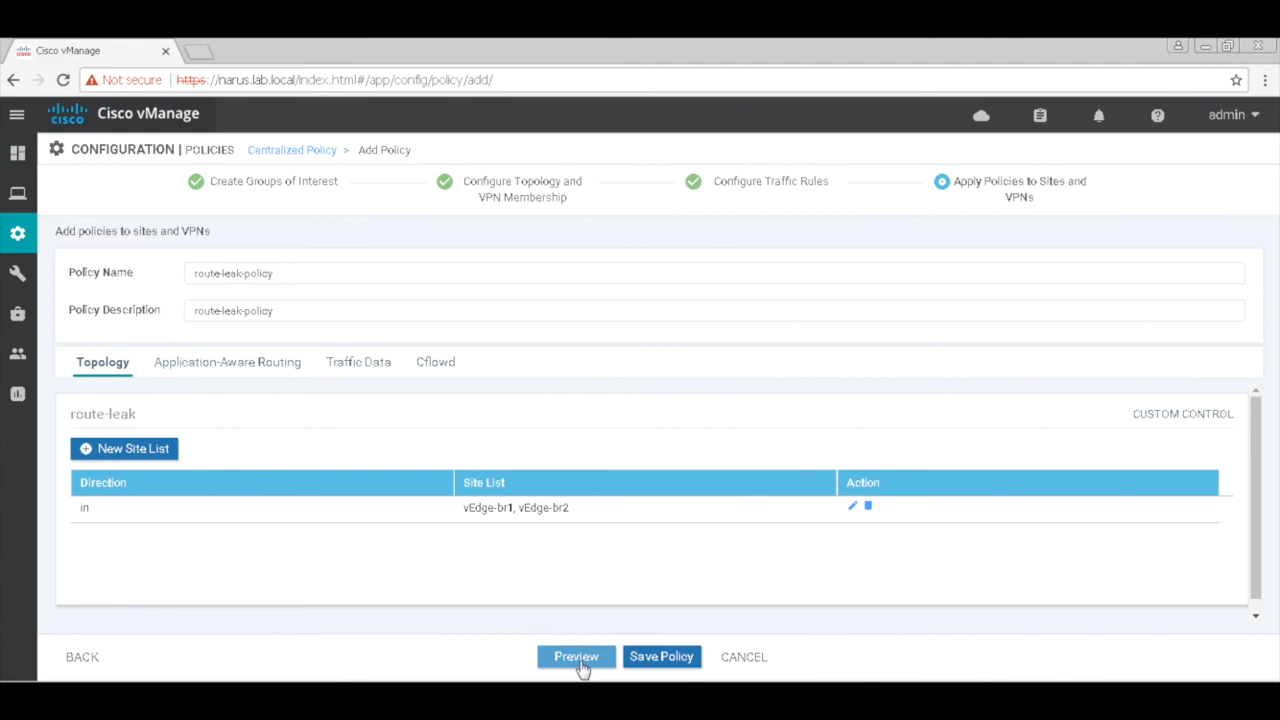 Cisco vManage
Not secure | https://narus.lab.local/index.html#/app/config/policy/add/
CISCO Cisco vManage admin
CONFIGURATION | POLICIES Centralized Policy > Add Policy
Create Groups of Interest
Configure Topology and
VPN Membership
Configure Traffic Rules
Apply Policies to Sites and
VPNs
Add policies to sites and VPNs
Policy Name route-leak-policy
Policy Description route-leak-policy
Topology Application-Aware Routing Traffic Data Cflowd
route-leak CUSTOM CONTROL
New Site List
Direction Site List Action
in vEdge-br1, vEdge-br2
BACK Preview Save Policy CANCEL